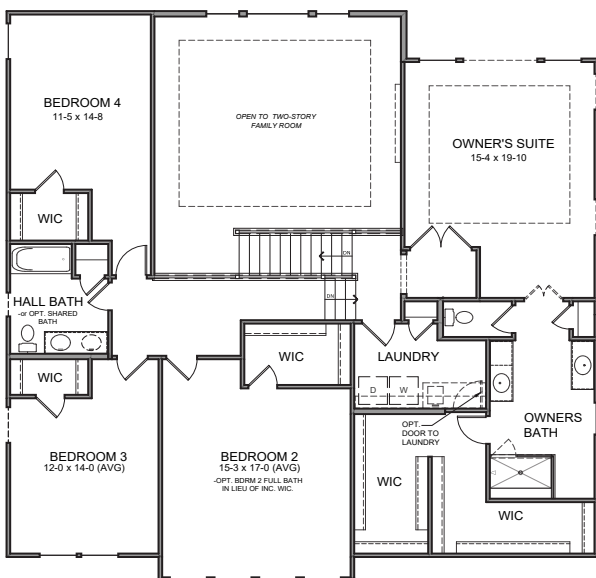 BEDROOM 4
11-5 x 14-8
OPEN TO TWO-STORY
FAMILY ROOM
OWNER'S SUITE
15-4 x 19-10
WIC
DN
HALL BATH
-or OPT. SHARED
BATH
DN
WIC
LAUNDRY
WIC
D
W
OPT.
DOOR TO
LAUNDRY
OWNERS
BATH
BEDROOM 3
12-0 x 14-0 (AVG)
BEDROOM 2
15-3 x 17-0 (AVG)
-OPT. BDRM 2 FULL BATH
IN LIEU OF INC. WIC.
WIC
WIC